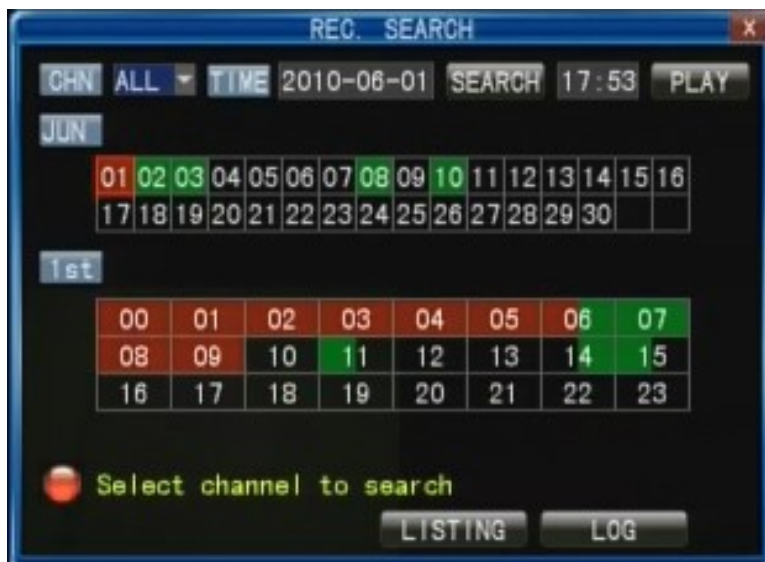 REC. SEARCH X
CHN ALL TIME 2010-06-01 SEARCH 17:53 PLAY
JUN
01 02 03 04 05 06 07 08 09 10 11 12 13 14 15 16
17 18 19 20 21 22 23 24 25 26 27 28 29 30
1st
00 01 02 03 04 05 06 07
08 09 10 11 12 13 14 15
16 17 18 19 20 21 22 23
Select channel to search
LISTING LOG